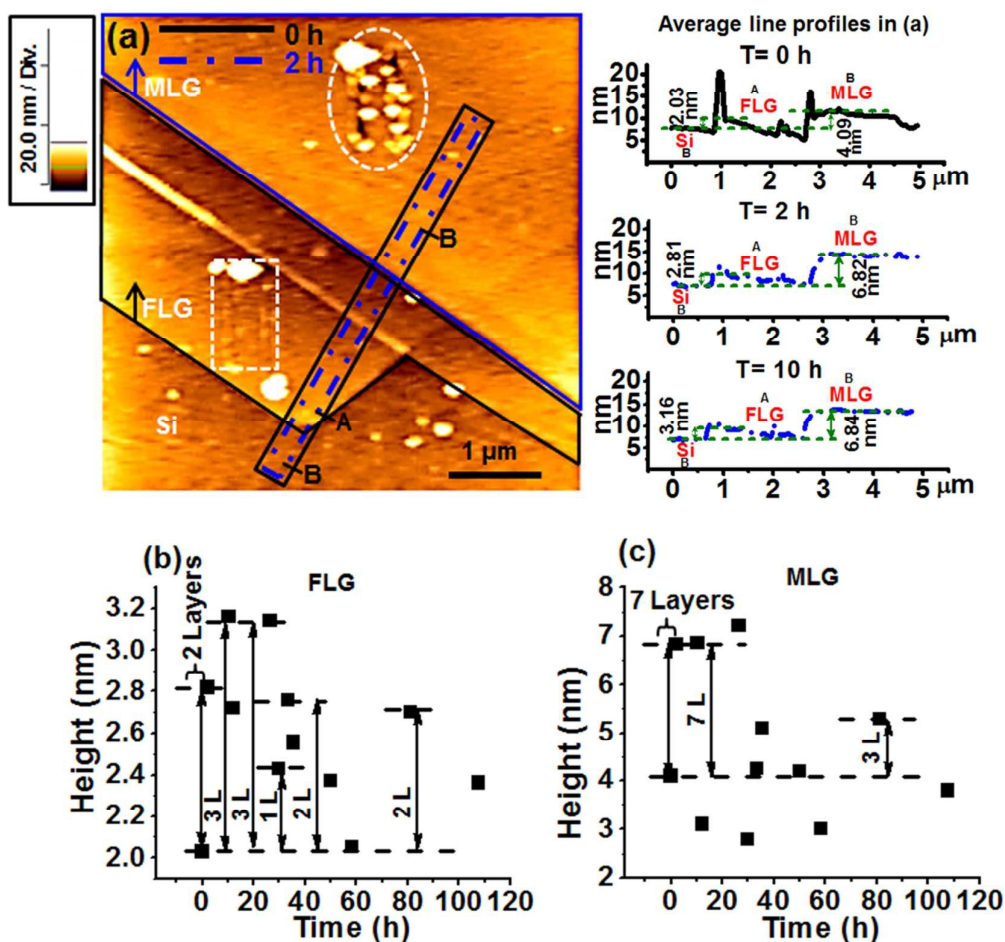 20.0 nm / Div.
(a)
0 h
2 h
MLG
FLG
Si
B
A
B
1 µm
Average line profiles in (a)
T= 0 h
nm
20
15
10
5
2.03
nm
Si
B
A
FLG
B
MLG
4.09
nm
0 1 2 3 4 5 µm
T= 2 h
nm
20
15
10
5
2.81
nm
Si
B
A
FLG
B
MLG
6.82
nm
0 1 2 3 4 5 µm
T= 10 h
nm
20
15
10
5
3.16
nm
Si
B
A
FLG
B
MLG
6.84
nm
0 1 2 3 4 5 µm
(b)
FLG
Height (nm)
3.2
3.0
2.8
2.6
2.4
2.2
2.0
2 Layers
3 L
3 L
1 L
2 L
2 L
0 20 40 60 80 100 120
Time (h)
(c)
MLG
Height (nm)
8
7
6
5
4
3
2
7 Layers
7 L
3 L
0 20 40 60 80 100 120
Time (h)